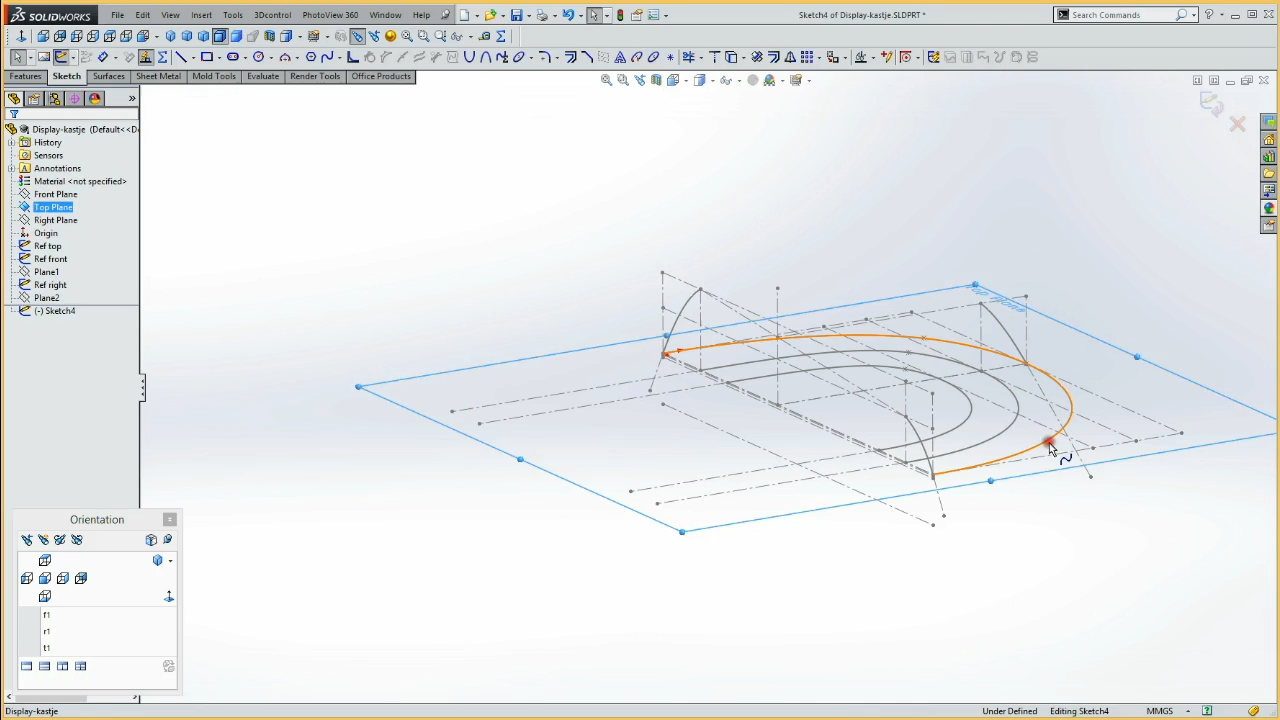 SOLIDWORKS File Edit View Insert Tools 3Dcontrol PhotoView 360 Window Help Sketch4 of Display-kastje.SLDPRT * Search Commands ?
Features Sketch Surfaces Sheet Metal Mold Tools Evaluate Render Tools Office Products
Display-kastje (Default<<D
History
Sensors
Annotations
Material <not specified>
Front Plane
Top Plane
Right Plane
Origin
Ref top
Ref front
Plane1
Ref right
Plane2
(-) Sketch4
Orientation
f1
r1
t1
Display-kastje Under Defined Editing Sketch4 MMGS - ?